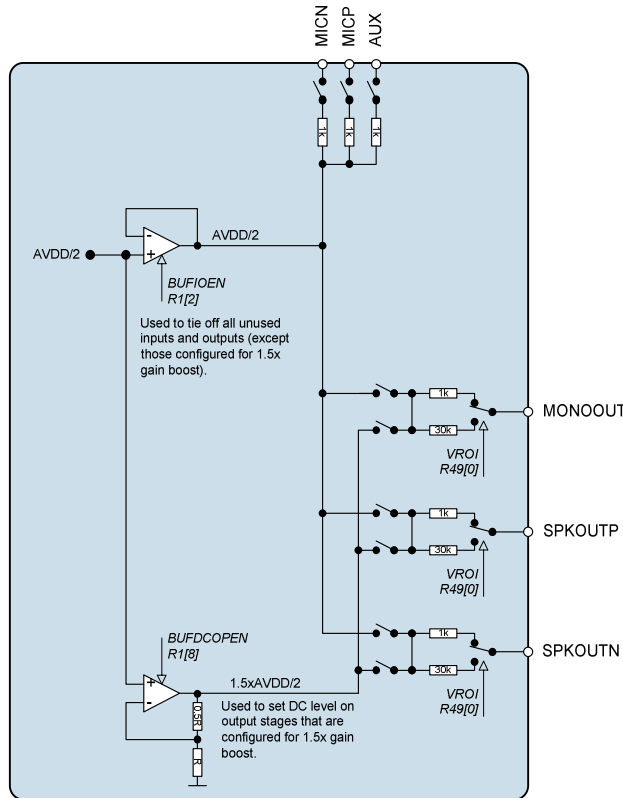 MICN
MICP
AUX
1k
1k
1k
AVDD/2
-
+
AVDD/2
BUFIOEN
R1[2]
Used to tie off all unused
inputs and outputs (except
those configured for 1.5x
gain boost).
1k
30k
MONOOUT
VROI
R49[0]
1k
30k
SPKOUTP
VROI
R49[0]
1k
30k
SPKOUTN
VROI
R49[0]
BUFDCOPEN
R1[8]
+
-
1.5xAVDD/2
0.5R
R
Used to set DC level on
output stages that are
configured for 1.5x gain
boost.